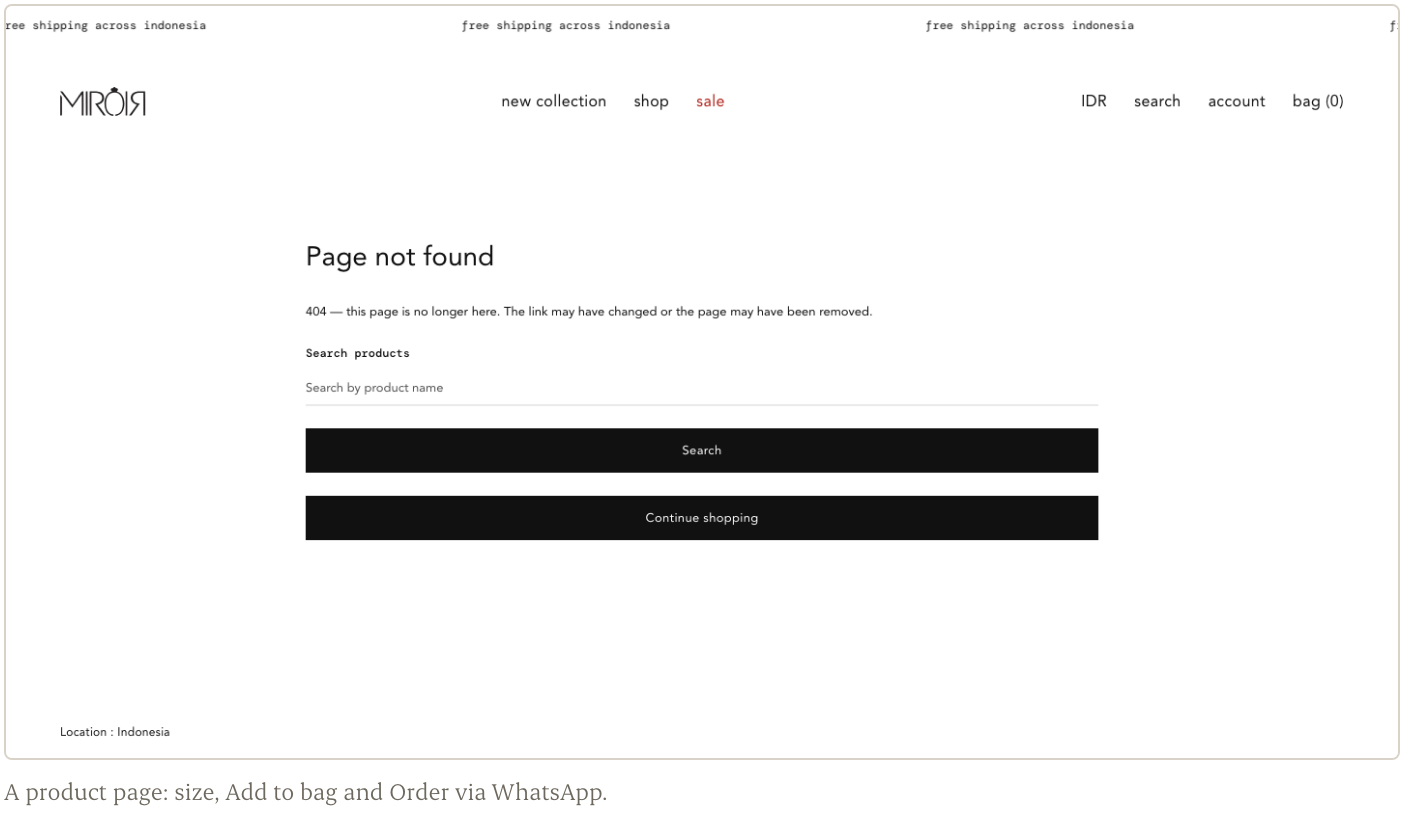 ree shipping across indonesia free shipping across indonesia free shipping across indonesia f
MIROIR new collection shop sale IDR search account bag (0)
Page not found
404 — this page is no longer here. The link may have changed or the page may have been removed.
Search products
Search by product name
Search
Continue shopping
Location : Indonesia
A product page: size, Add to bag and Order via WhatsApp.